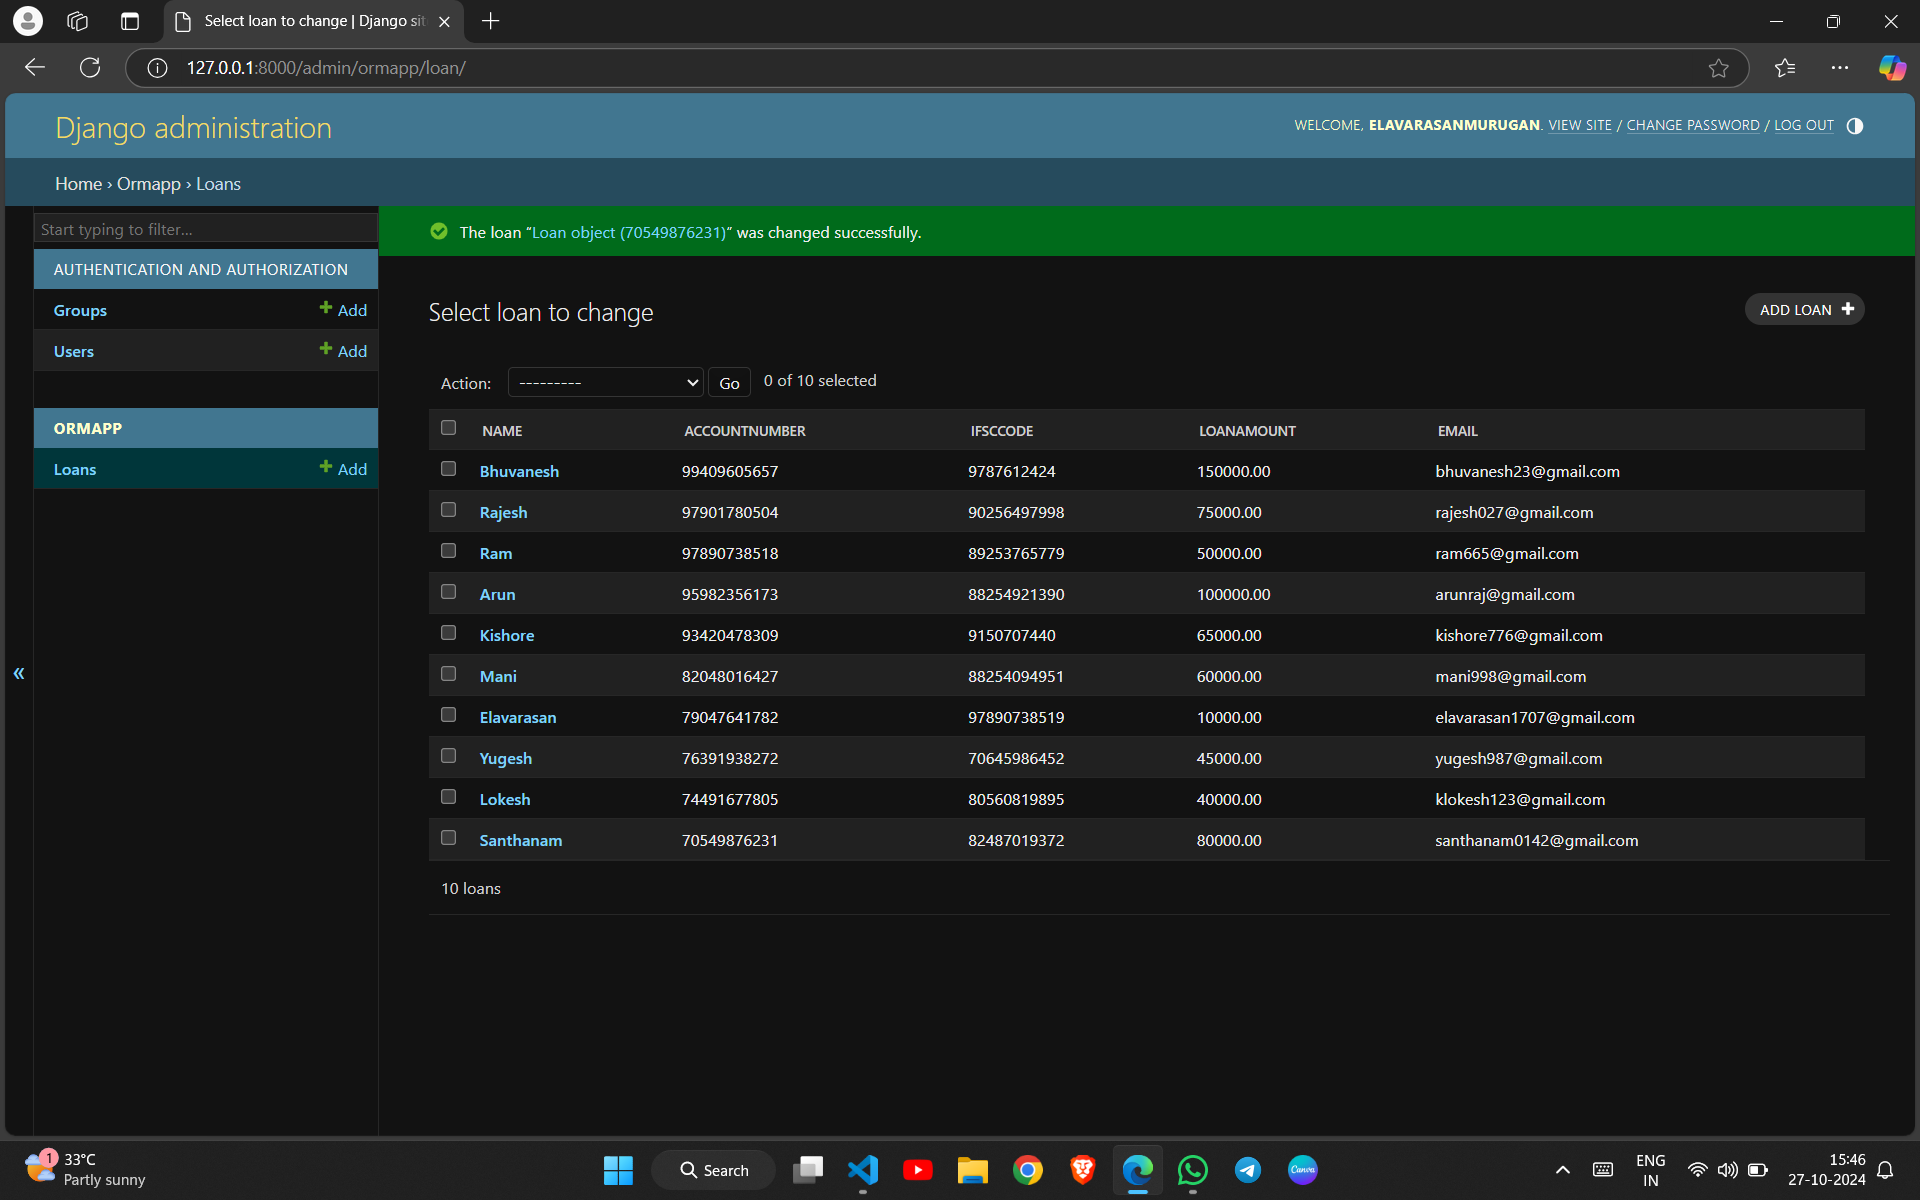 Select loan to change | Django sit
127.0.0.1:8000/admin/ormapp/loan/
Django administration
WELCOME, ELAVARASANMURUGAN. VIEW SITE / CHANGE PASSWORD / LOG OUT
Home › Ormapp › Loans
Start typing to filter...
The loan “Loan object (70549876231)” was changed successfully.
AUTHENTICATION AND AUTHORIZATION
Groups Add
Users Add
ORMAPP
Loans Add
«
Select loan to change
ADD LOAN
Action: --------- Go 0 of 10 selected
NAME ACCOUNTNUMBER IFSCCODE LOANAMOUNT EMAIL
Bhuvanesh 99409605657 9787612424 150000.00 bhuvanesh23@gmail.com
Rajesh 97901780504 90256497998 75000.00 rajesh027@gmail.com
Ram 97890738518 89253765779 50000.00 ram665@gmail.com
Arun 95982356173 88254921390 100000.00 arunraj@gmail.com
Kishore 93420478309 9150707440 65000.00 kishore776@gmail.com
Mani 82048016427 88254094951 60000.00 mani998@gmail.com
Elavarasan 79047641782 97890738519 10000.00 elavarasan1707@gmail.com
Yugesh 76391938272 70645986452 45000.00 yugesh987@gmail.com
Lokesh 74491677805 80560819895 40000.00 klokesh123@gmail.com
Santhanam 70549876231 82487019372 80000.00 santhanam0142@gmail.com
10 loans
1
33°C
Partly sunny
Search
Canva
ENG
IN
15:46
27-10-2024